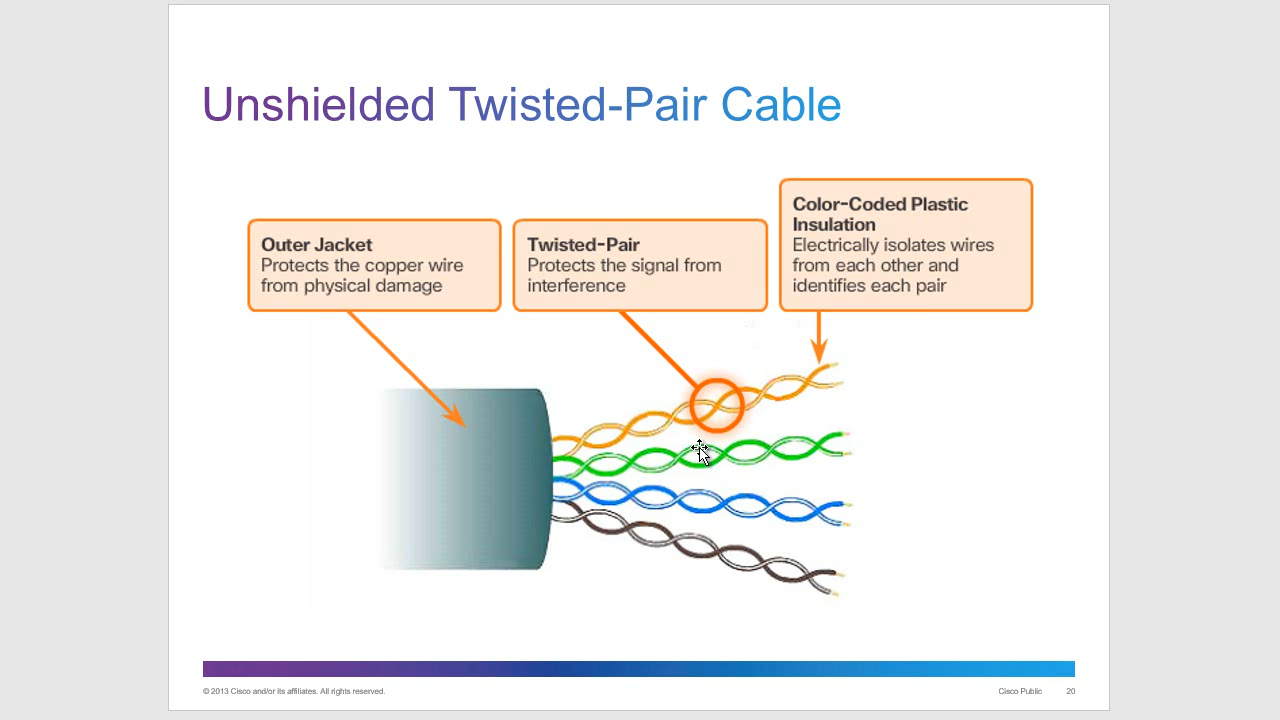 Unshielded Twisted-Pair Cable
Outer Jacket
Protects the copper wire
from physical damage
Twisted-Pair
Protects the signal from
interference
Color-Coded Plastic
Insulation
Electrically isolates wires
from each other and
identifies each pair
© 2013 Cisco and/or its affiliates. All rights reserved.
Cisco Public
20